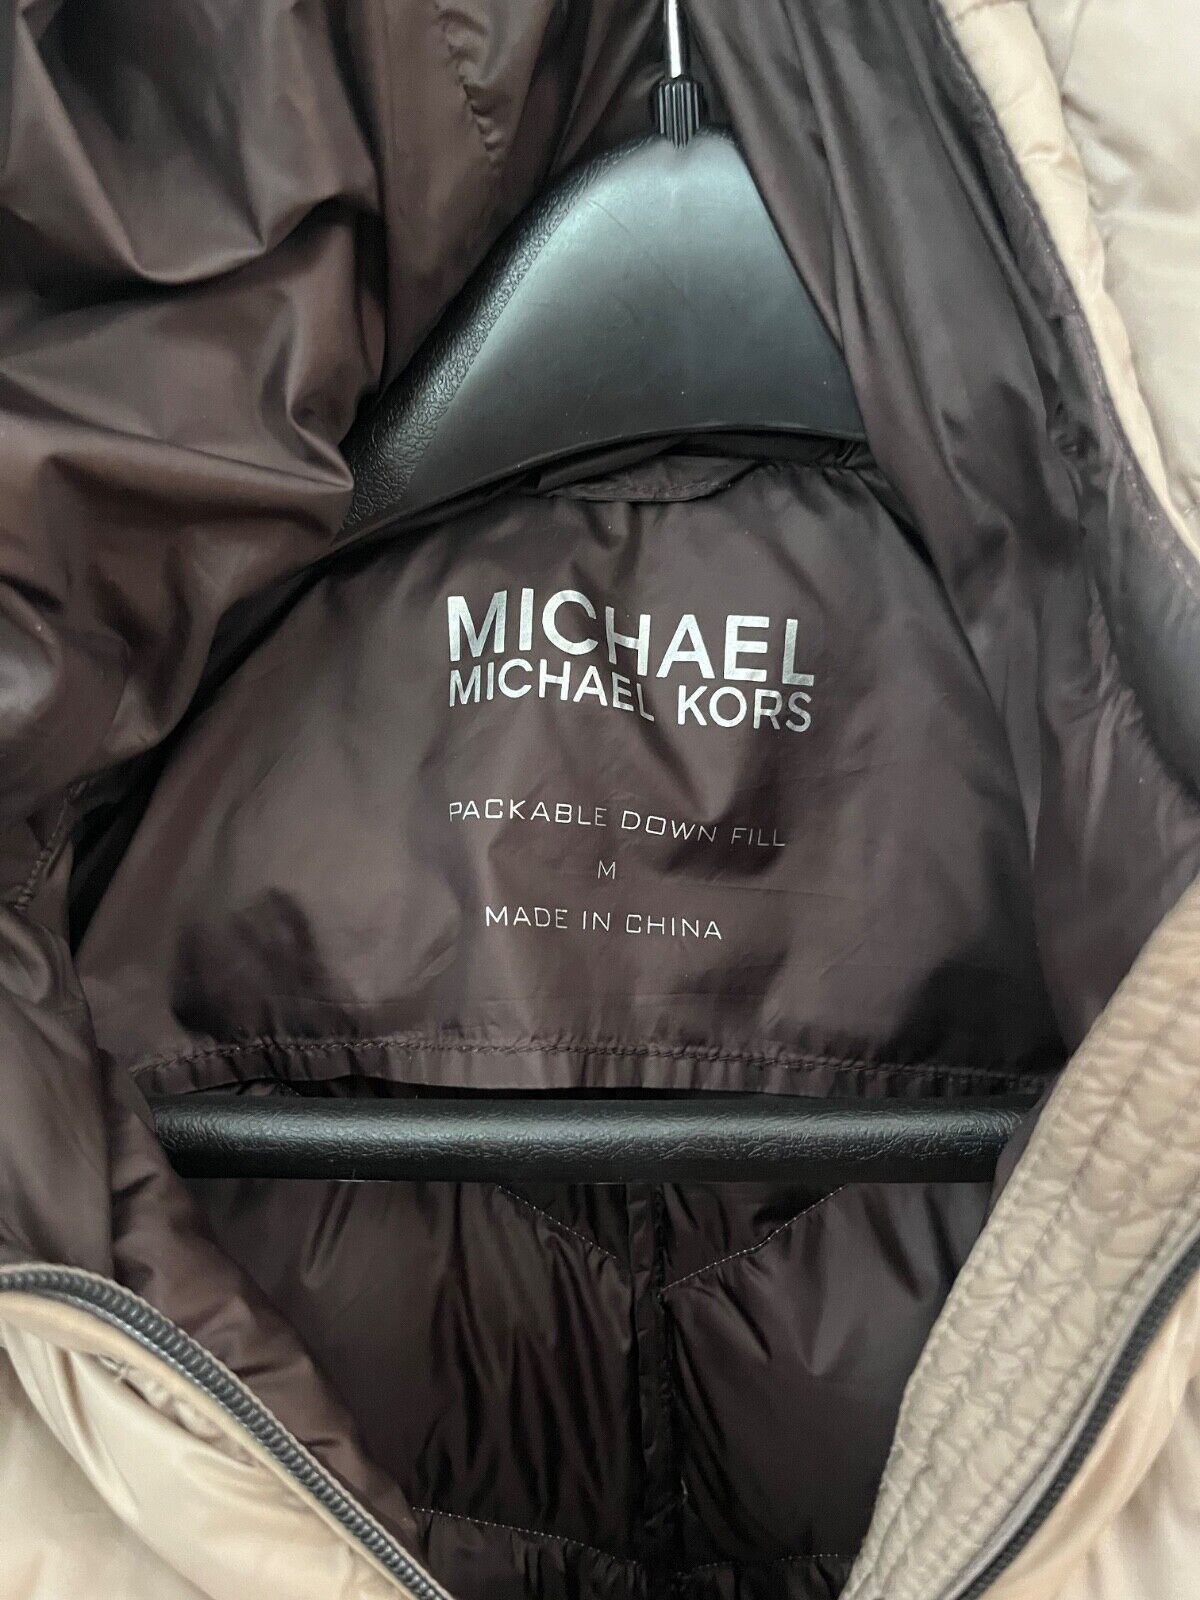 MICHAEL
MICHAEL KORS
PACKABLE DOWN FILL
M
MADE IN CHINA